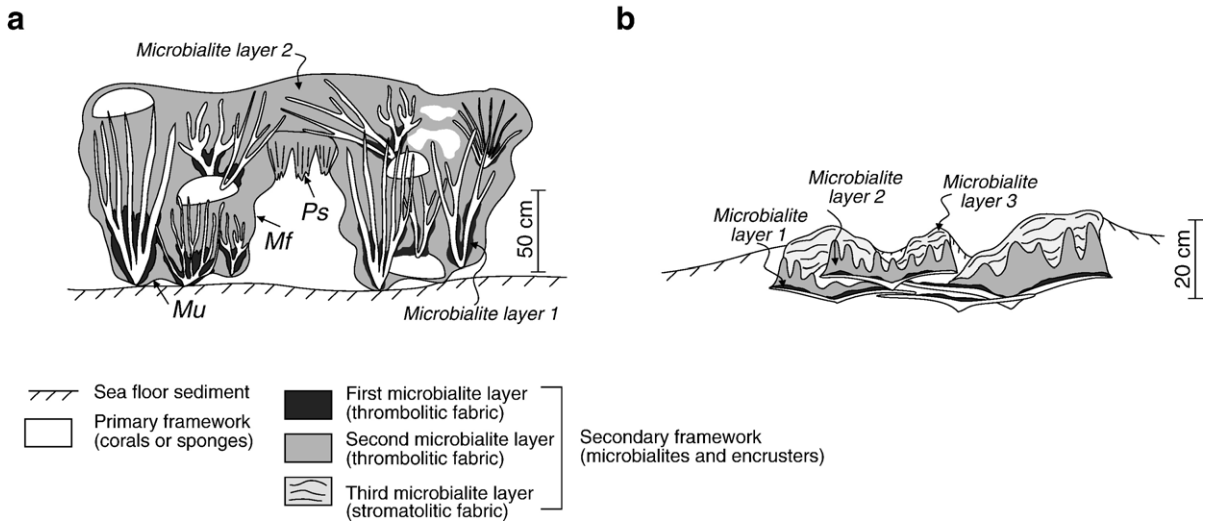 a
Microbialite layer 2
Ps
Mf
Mu
50 cm
Microbialite layer 1
b
Microbialite
layer 2
Microbialite
layer 3
Microbialite
layer 1
20 cm
Sea floor sediment
Primary framework
(corals or sponges)
First microbialite layer
(thrombolitic fabric)
Second microbialite layer
(thrombolitic fabric)
Third microbialite layer
(stromatolitic fabric)
Secondary framework
(microbialites and encrusters)